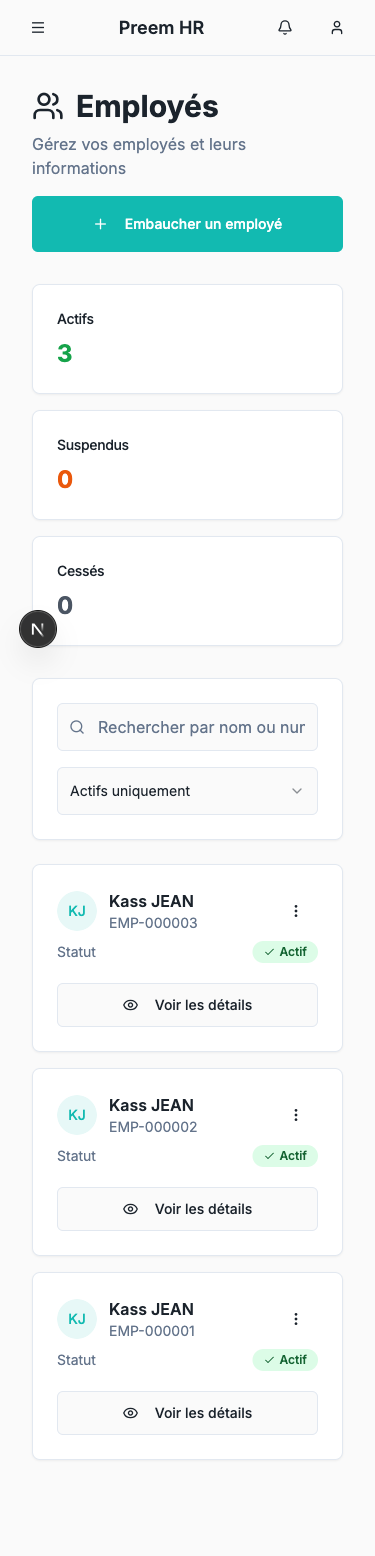 Preem HR
Employés
Gérez vos employés et leurs
informations
Embaucher un employé
Actifs
3
Suspendus
0
Cessés
0
N
Rechercher par nom ou nur
Actifs uniquement
KJ
Kass JEAN
EMP-000003
Statut
Actif
Voir les détails
KJ
Kass JEAN
EMP-000002
Statut
Actif
Voir les détails
KJ
Kass JEAN
EMP-000001
Statut
Actif
Voir les détails